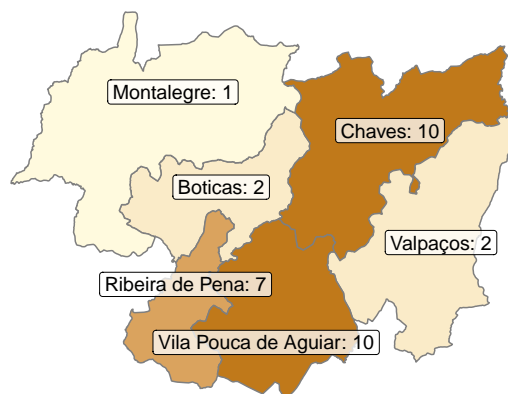 Montalegre: 1
Chaves: 10
Boticas: 2
Valpaços: 2
Ribeira de Pena: 7
Vila Pouca de Aguiar: 10